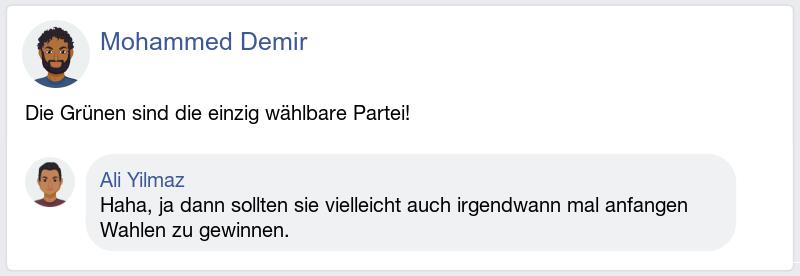 Mohammed Demir
Die Grünen sind die einzig wählbare Partei!
Ali Yilmaz
Haha, ja dann sollten sie vielleicht auch irgendwann mal anfangen
Wahlen zu gewinnen.